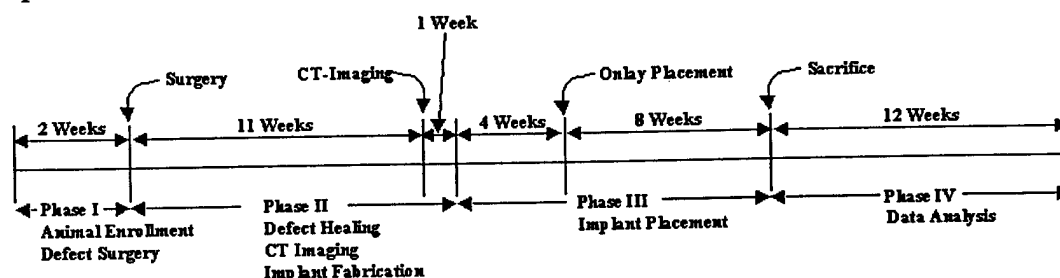 1 Week
Surgery
CT-Imaging
Onlay Placement
Sacrifice
2 Weeks
11 Weeks
4 Weeks
8 Weeks
12 Weeks
Phase I
Animal Enrollment
Defect Surgery
Phase II
Defect Healing
CT Imaging
Implant Fabrication
Phase III
Implant Placement
Phase IV
Data Analysis